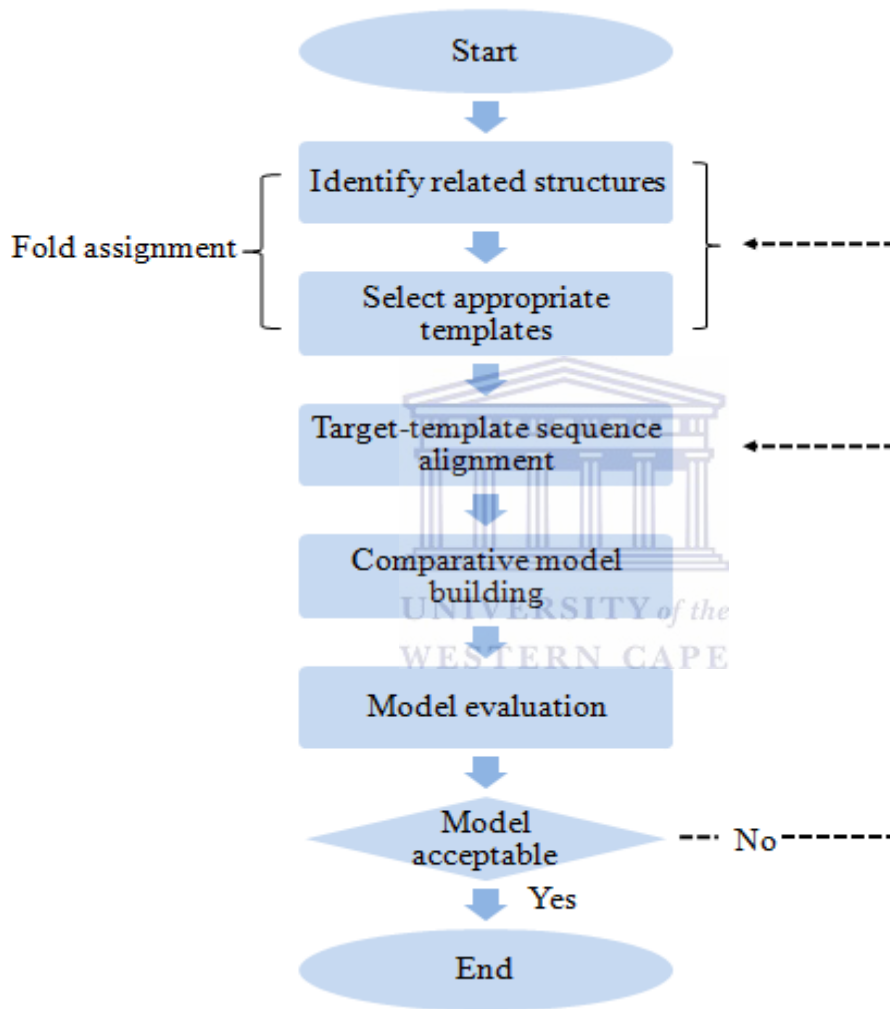 Start
Identify related structures
Fold assignment
Select appropriate
templates
Target-template sequence
alignment
Comparative model
building
UNIVERSITY of the
WESTERN CAPE
Model evaluation
Model
acceptable
No
Yes
End